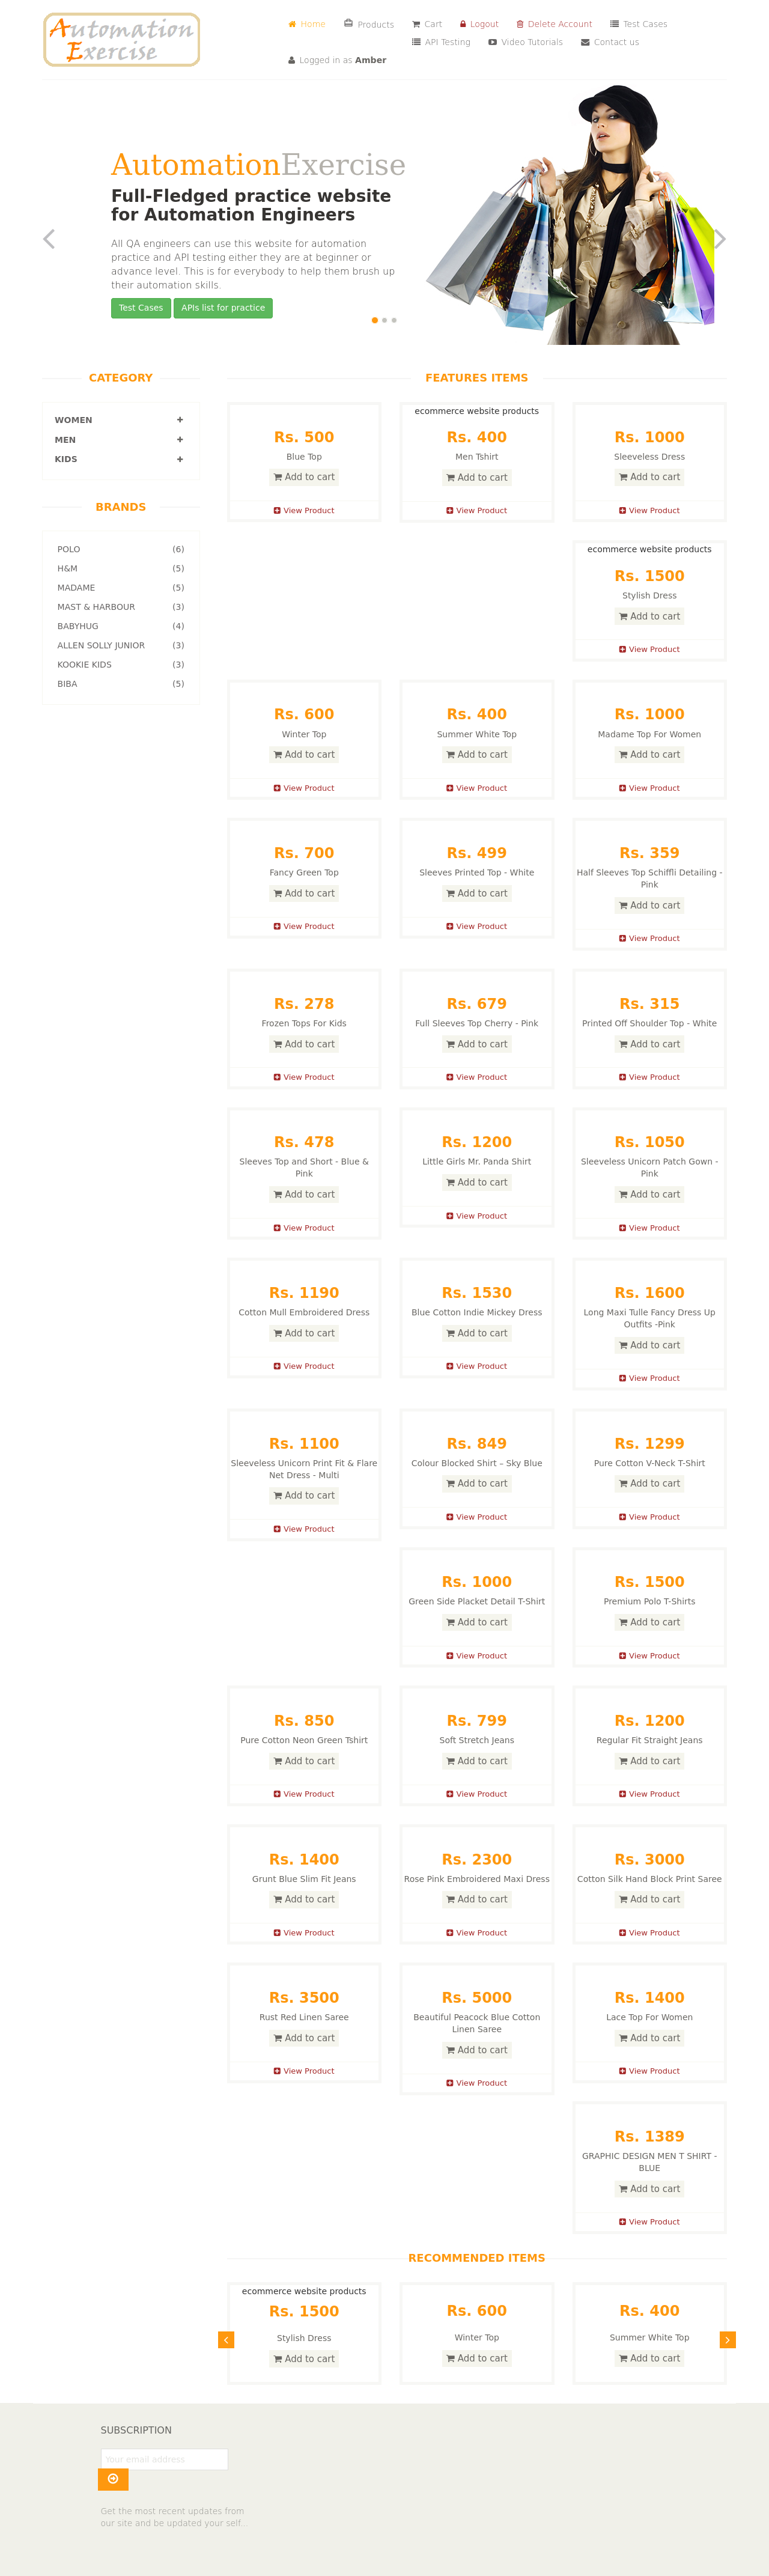 Automation
Exercise
Home
Products
Cart
Logout
Delete Account
Test Cases
API Testing
Video Tutorials
Contact us
Logged in as Amber
AutomationExercise
Full-Fledged practice website
for Automation Engineers
All QA engineers can use this website for automation
practice and API testing either they are at beginner or
advance level. This is for everybody to help them brush up
their automation skills.
Test Cases
APIs list for practice
CATEGORY
WOMEN
MEN
KIDS
BRANDS
POLO (6)
H&M (5)
MADAME (5)
MAST & HARBOUR (3)
BABYHUG (4)
ALLEN SOLLY JUNIOR (3)
KOOKIE KIDS (3)
BIBA (5)
FEATURES ITEMS
Rs. 500
Blue Top
Add to cart
View Product
ecommerce website products
Rs. 400
Men Tshirt
Add to cart
View Product
Rs. 1000
Sleeveless Dress
Add to cart
View Product
ecommerce website products
Rs. 1500
Stylish Dress
Add to cart
View Product
Rs. 600
Winter Top
Add to cart
View Product
Rs. 400
Summer White Top
Add to cart
View Product
Rs. 1000
Madame Top For Women
Add to cart
View Product
Rs. 700
Fancy Green Top
Add to cart
View Product
Rs. 499
Sleeves Printed Top - White
Add to cart
View Product
Rs. 359
Half Sleeves Top Schiffli Detailing -
Pink
Add to cart
View Product
Rs. 278
Frozen Tops For Kids
Add to cart
View Product
Rs. 679
Full Sleeves Top Cherry - Pink
Add to cart
View Product
Rs. 315
Printed Off Shoulder Top - White
Add to cart
View Product
Rs. 478
Sleeves Top and Short - Blue &
Pink
Add to cart
View Product
Rs. 1200
Little Girls Mr. Panda Shirt
Add to cart
View Product
Rs. 1050
Sleeveless Unicorn Patch Gown -
Pink
Add to cart
View Product
Rs. 1190
Cotton Mull Embroidered Dress
Add to cart
View Product
Rs. 1530
Blue Cotton Indie Mickey Dress
Add to cart
View Product
Rs. 1600
Long Maxi Tulle Fancy Dress Up
Outfits -Pink
Add to cart
View Product
Rs. 1100
Sleeveless Unicorn Print Fit & Flare
Net Dress - Multi
Add to cart
View Product
Rs. 849
Colour Blocked Shirt – Sky Blue
Add to cart
View Product
Rs. 1299
Pure Cotton V-Neck T-Shirt
Add to cart
View Product
Rs. 1000
Green Side Placket Detail T-Shirt
Add to cart
View Product
Rs. 1500
Premium Polo T-Shirts
Add to cart
View Product
Rs. 850
Pure Cotton Neon Green Tshirt
Add to cart
View Product
Rs. 799
Soft Stretch Jeans
Add to cart
View Product
Rs. 1200
Regular Fit Straight Jeans
Add to cart
View Product
Rs. 1400
Grunt Blue Slim Fit Jeans
Add to cart
View Product
Rs. 2300
Rose Pink Embroidered Maxi Dress
Add to cart
View Product
Rs. 3000
Cotton Silk Hand Block Print Saree
Add to cart
View Product
Rs. 3500
Rust Red Linen Saree
Add to cart
View Product
Rs. 5000
Beautiful Peacock Blue Cotton
Linen Saree
Add to cart
View Product
Rs. 1400
Lace Top For Women
Add to cart
View Product
Rs. 1389
GRAPHIC DESIGN MEN T SHIRT -
BLUE
Add to cart
View Product
RECOMMENDED ITEMS
ecommerce website products
Rs. 1500
Stylish Dress
Add to cart
Rs. 600
Winter Top
Add to cart
Rs. 400
Summer White Top
Add to cart
SUBSCRIPTION
Your email address
Get the most recent updates from
our site and be updated your self...